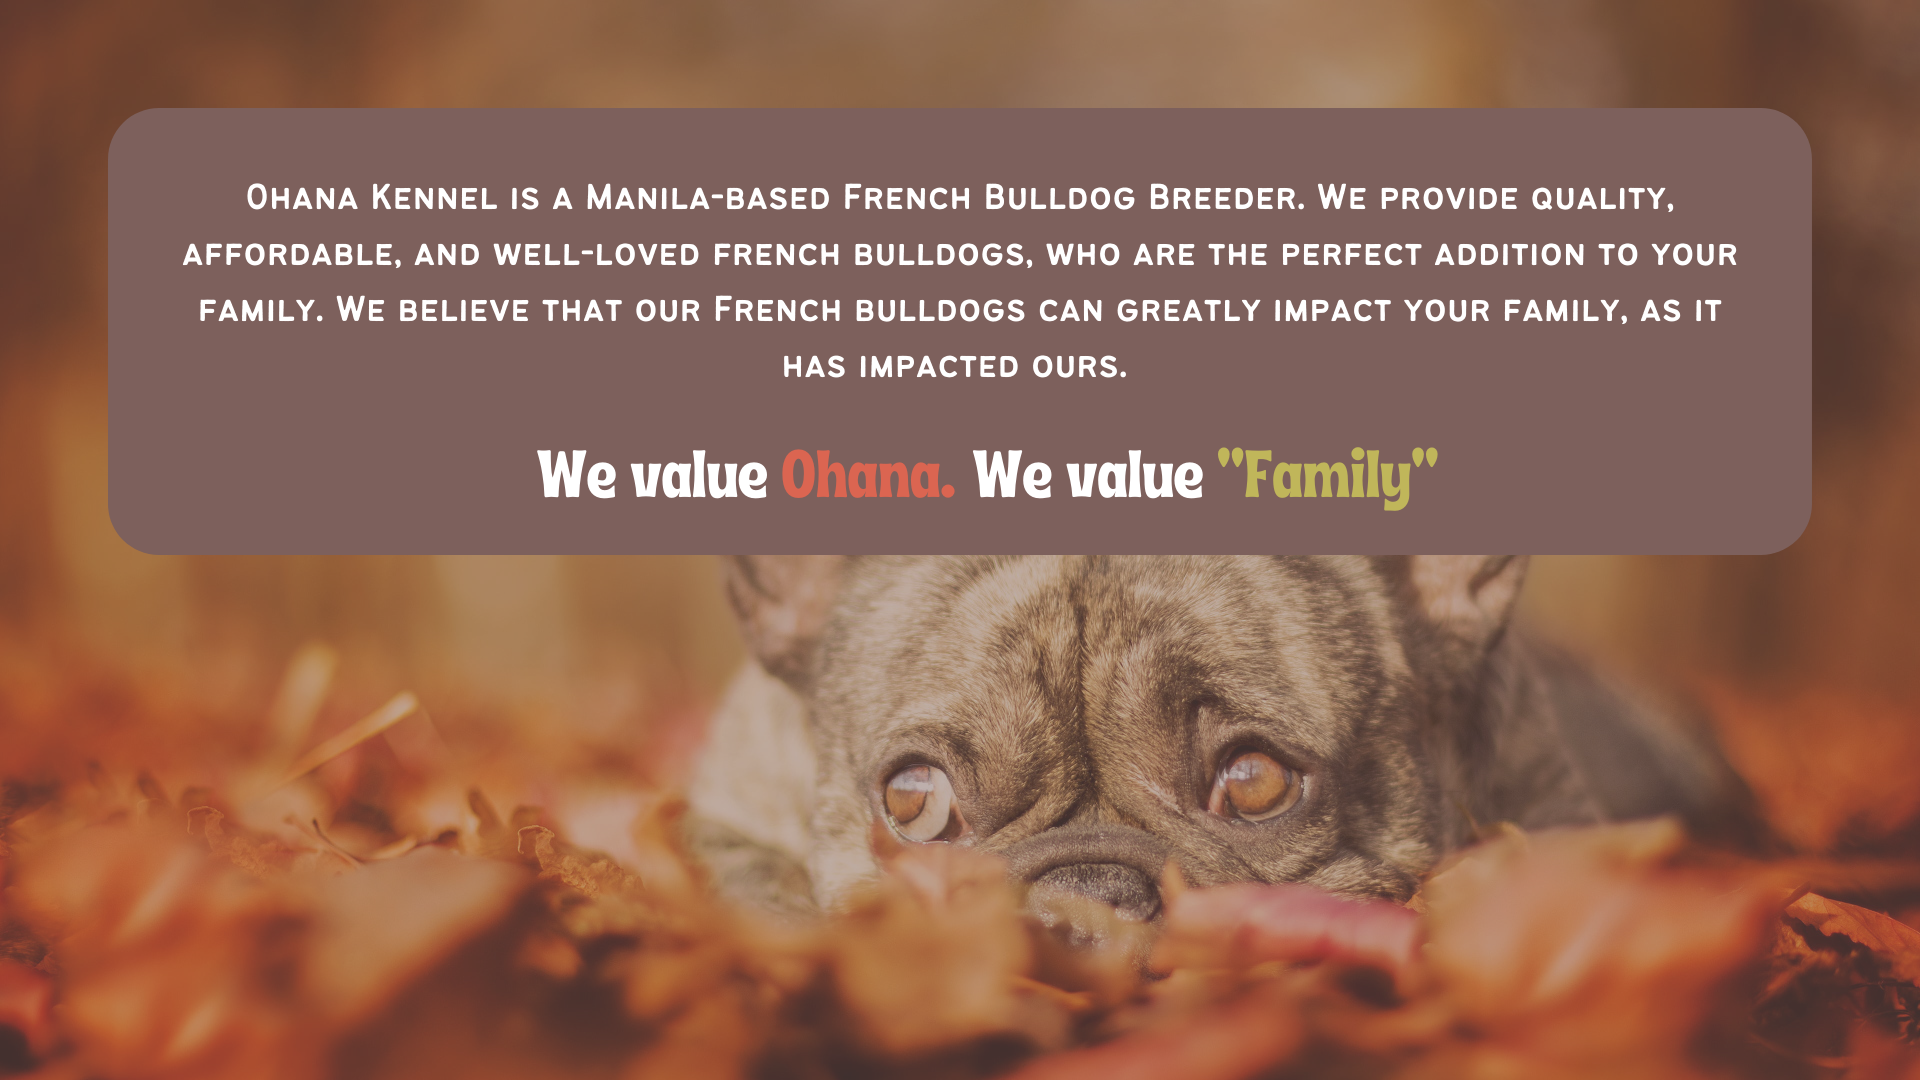 Ohana Kennel is a Manila-based French Bulldog Breeder. We provide quality,
affordable, and well-loved french bulldogs, who are the perfect addition to your
family. We believe that our French bulldogs can greatly impact your family, as it
has impacted ours.
We value Ohana. We value "Family"